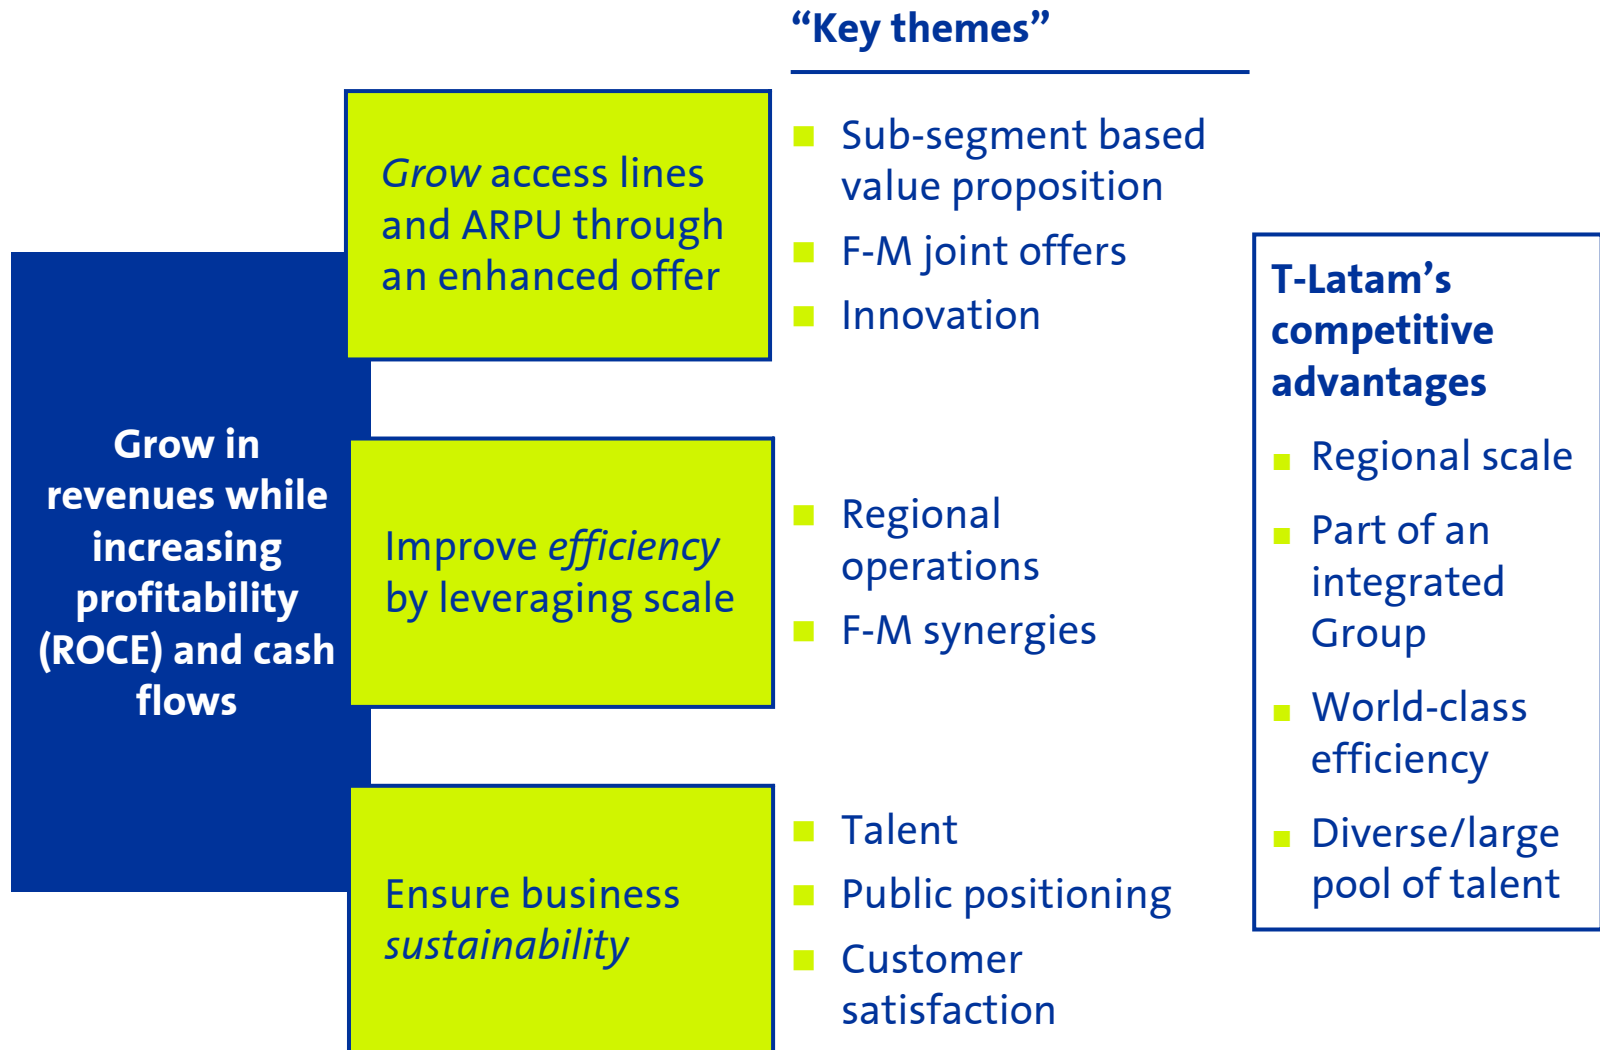 “Key themes”
Grow in
revenues while
increasing
profitability
(ROCE) and cash
flows
Grow access lines
and ARPU through
an enhanced offer
Sub-segment based
value proposition
F-M joint offers
Innovation
Improve efficiency
by leveraging scale
Regional
operations
F-M synergies
Ensure business
sustainability
Talent
Public positioning
Customer
satisfaction
T-Latam’s
competitive
advantages
Regional scale
Part of an
integrated
Group
World-class
efficiency
Diverse/large
pool of talent